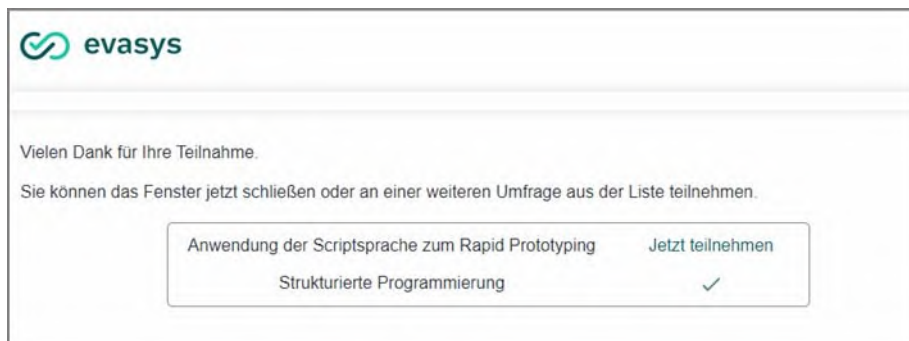 evasys
Vielen Dank für Ihre Teilnahme.
Sie können das Fenster jetzt schließen oder an einer weiteren Umfrage aus der Liste teilnehmen.
Anwendung der Scriptsprache zum Rapid Prototyping Jetzt teilnehmen
Strukturierte Programmierung ✓